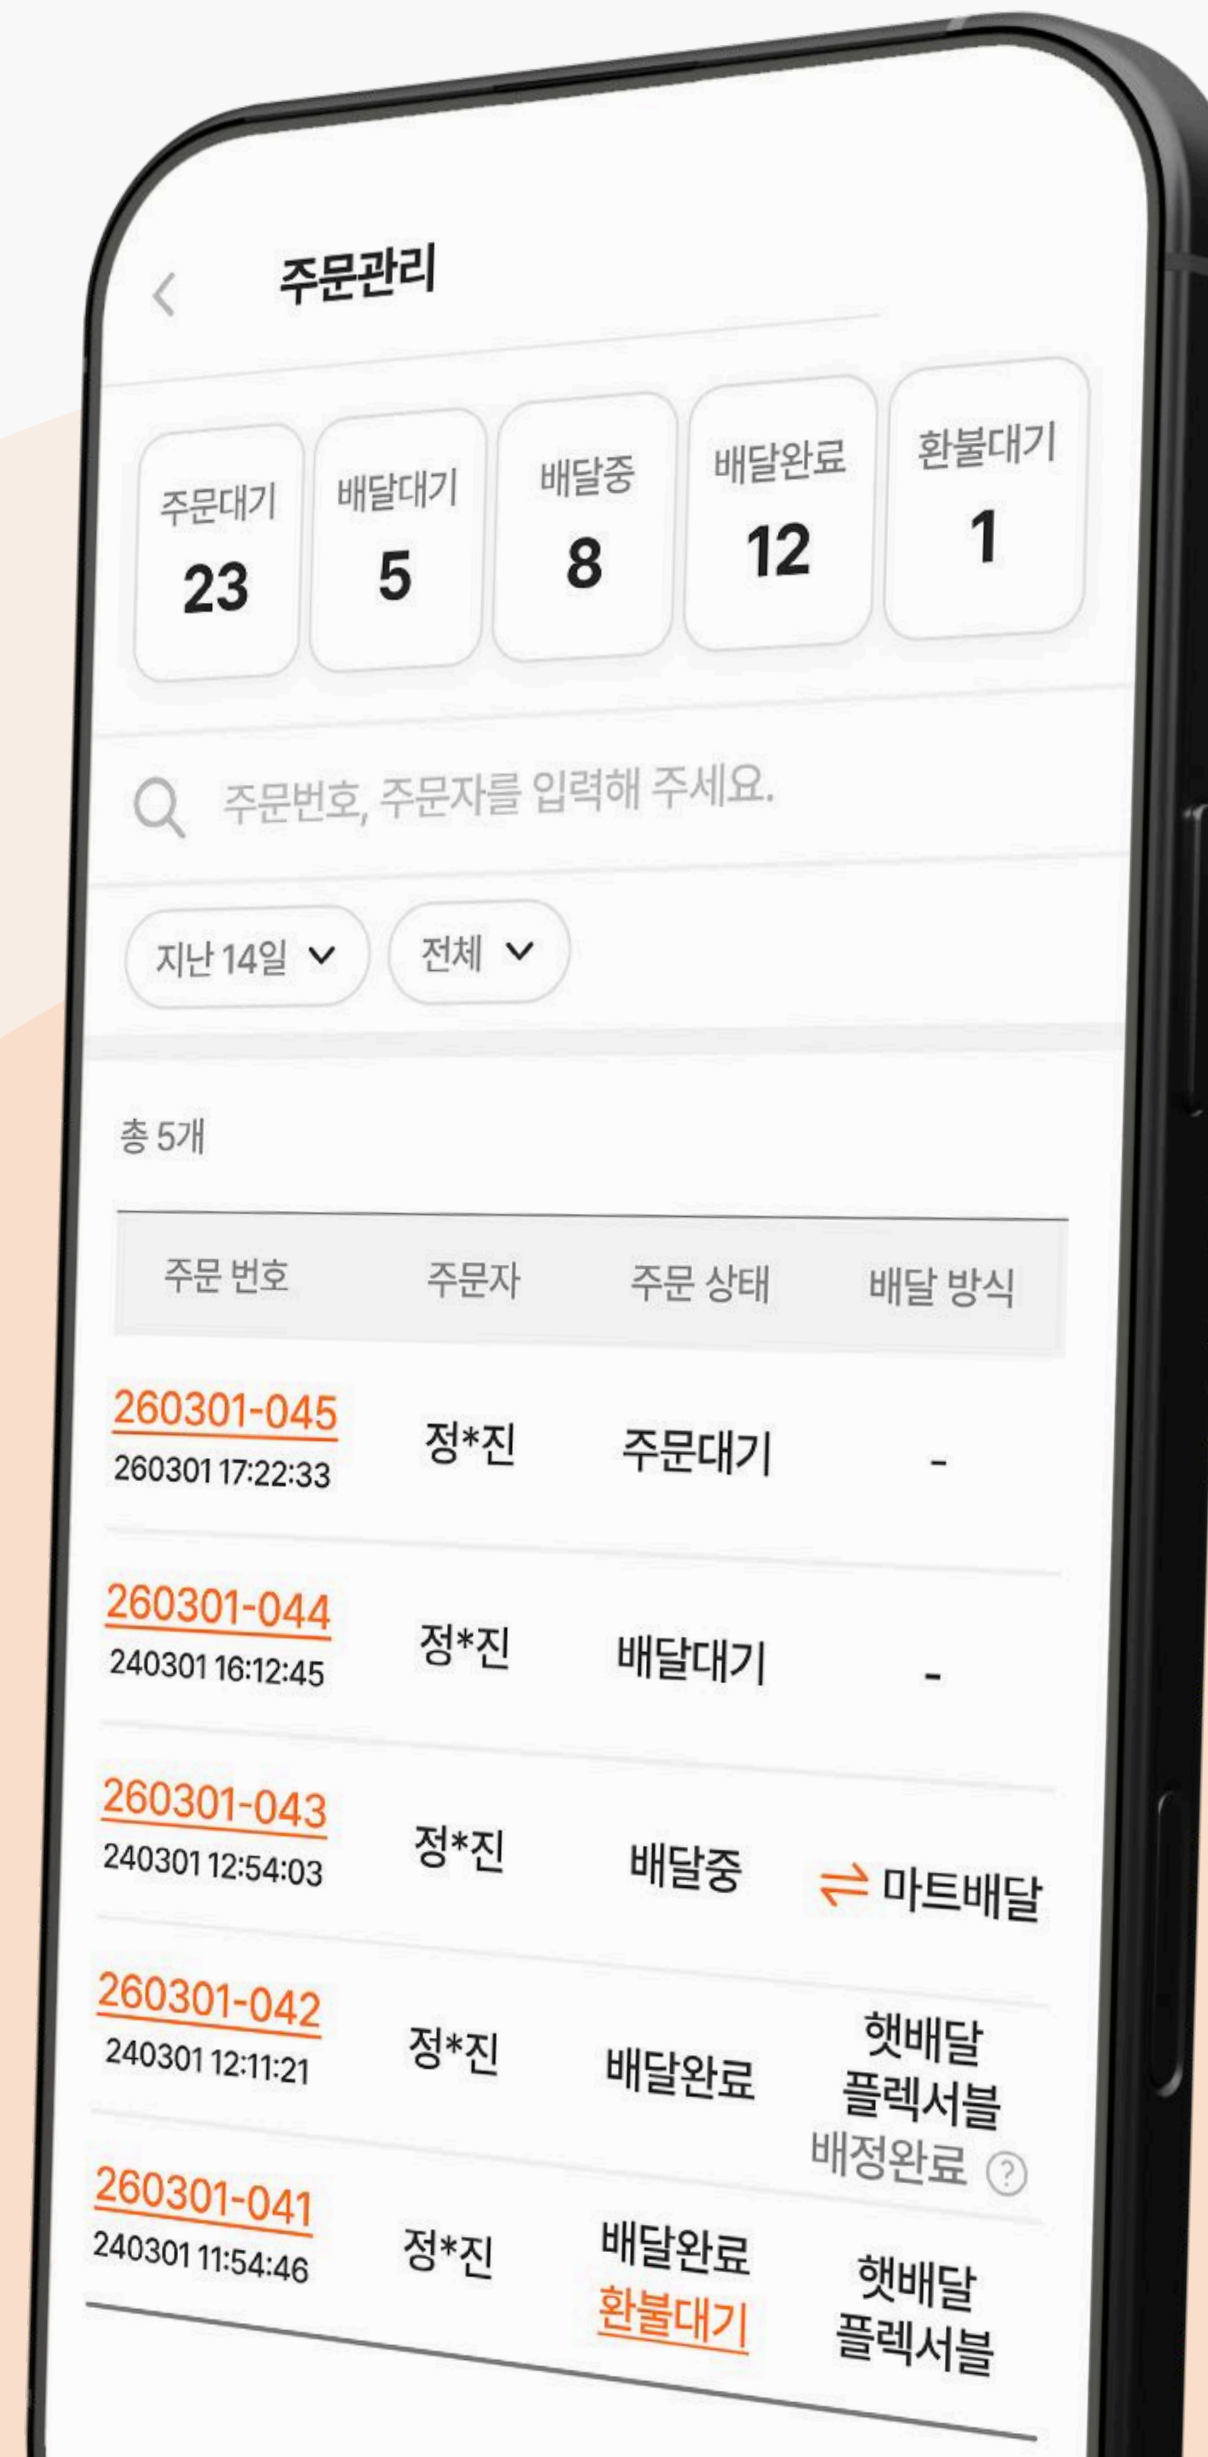 주문관리
주문대기
23
배달대기
5
배달중
8
배달완료
12
환불대기
1
주문번호, 주문자를 입력해 주세요.
지난 14일
전체
총 5개
주문 번호 주문자 주문 상태 배달 방식
260301-045
260301 17:22:33
정*진
주문대기
-
260301-044
240301 16:12:45
정*진
배달대기
-
260301-043
240301 12:54:03
정*진
배달중
마트배달
260301-042
240301 12:11:21
정*진
배달완료
햇배달
플렉서블
배정완료 ?
260301-041
240301 11:54:46
정*진
배달완료
환불대기
햇배달
플렉서블